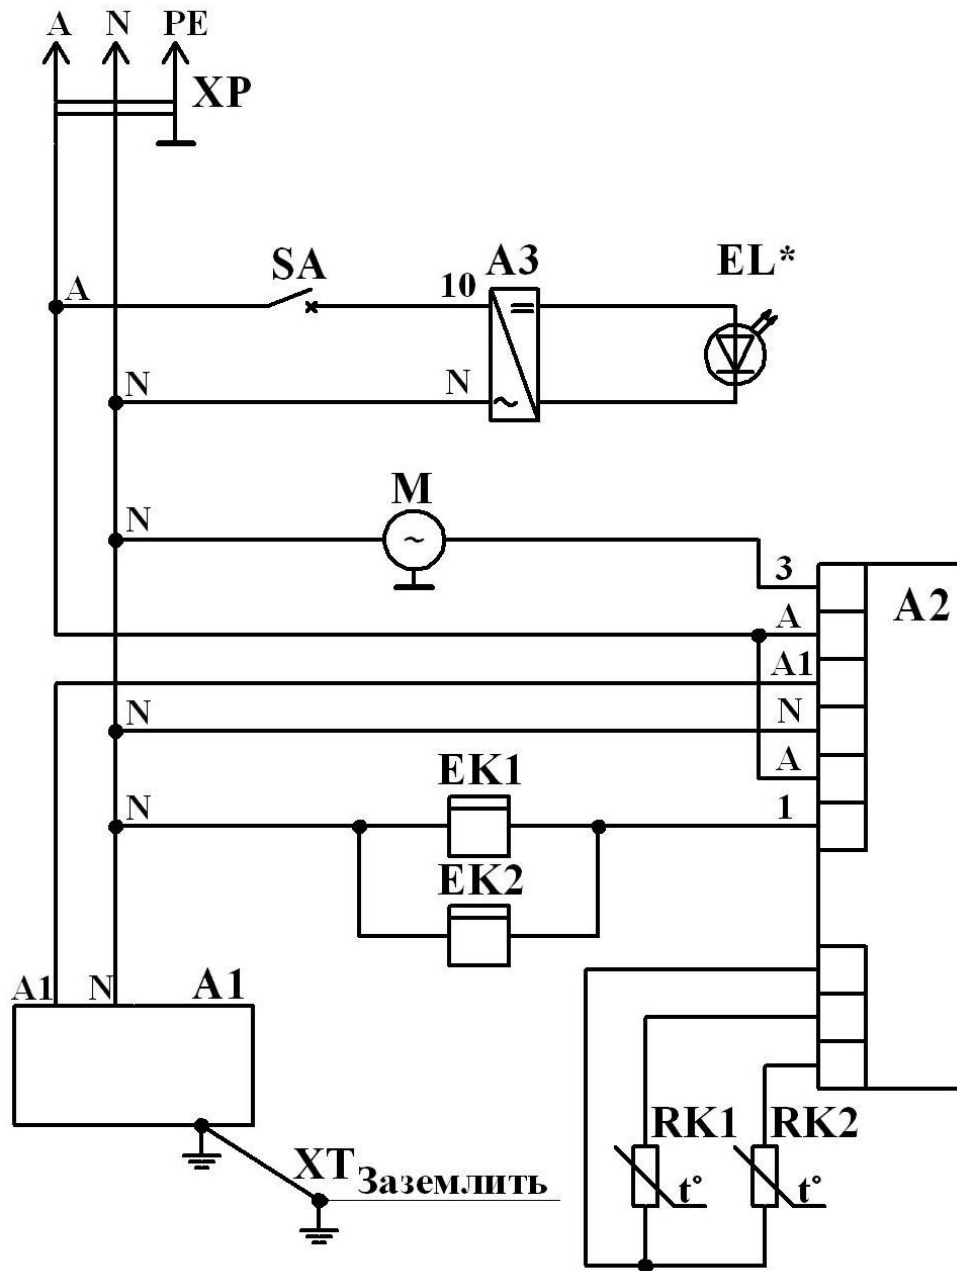 A N PE
XP
SA A3 EL*
A 10
N N
M
N
3
A A2
A1
N N
A
EK1
N 1
EK2
A1 N A1
RK1 RK2
XT Заземлить
t° t°